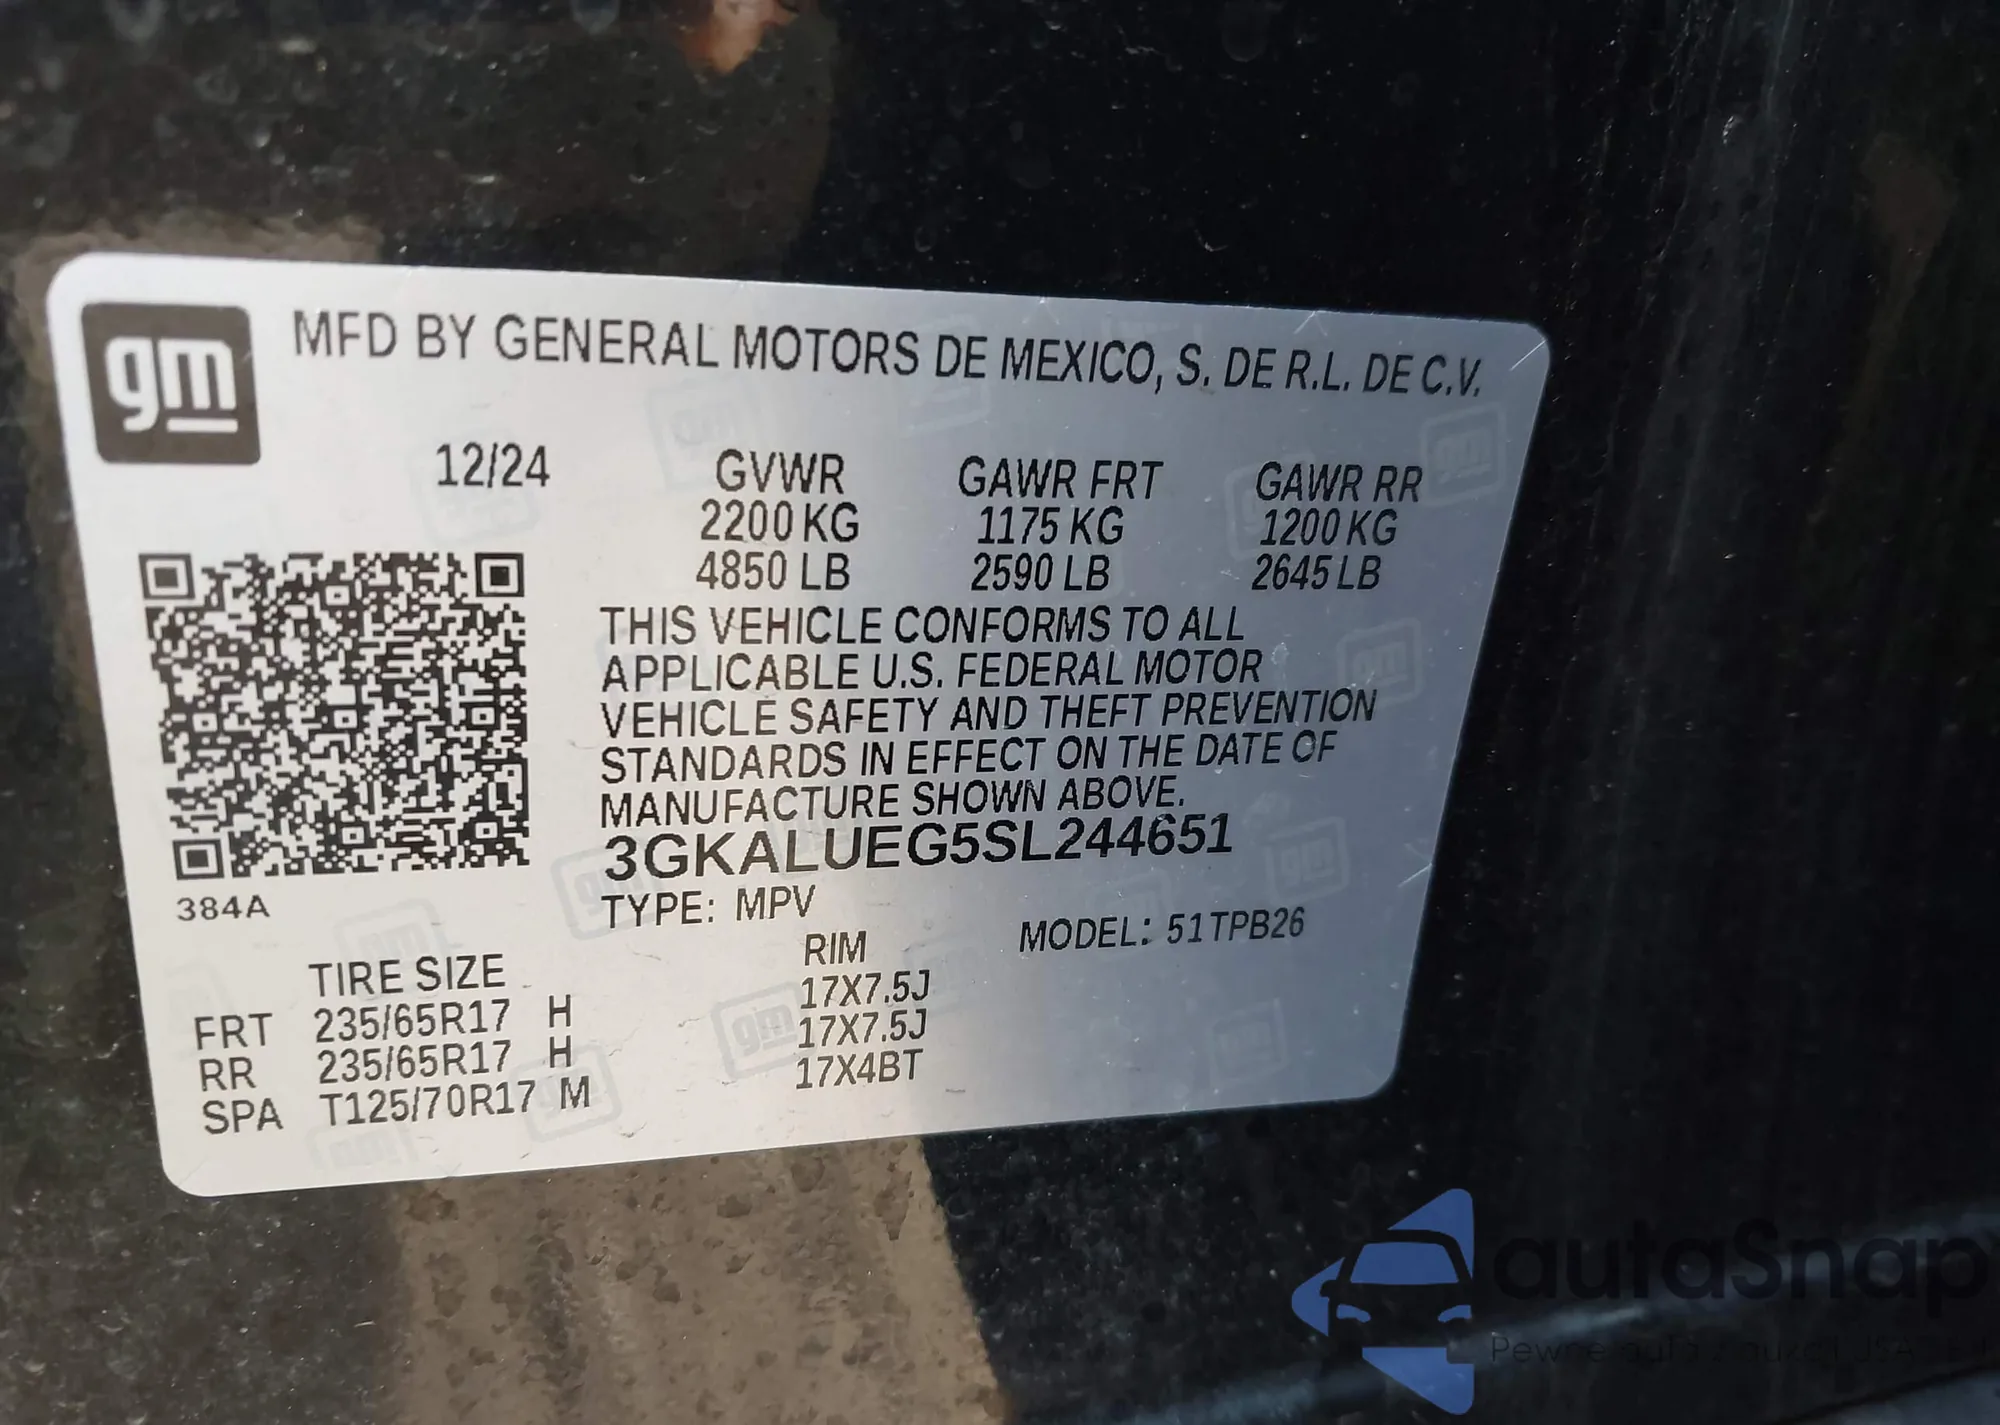 gm
MFD BY GENERAL MOTORS DE MEXICO, S. DE R.L. DE C.V.
12/24 GVWR GAWR FRT GAWR RR
2200 KG 1175 KG 1200 KG
4850 LB 2590 LB 2645 LB
THIS VEHICLE CONFORMS TO ALL
APPLICABLE U.S. FEDERAL MOTOR
VEHICLE SAFETY AND THEFT PREVENTION
STANDARDS IN EFFECT ON THE DATE OF
MANUFACTURE SHOWN ABOVE.
3GKALUEG5SL244651
384A
TYPE: MPV MODEL: 51TPB26
TIRE SIZE RIM
FRT 235/65R17 H 17X7.5J
RR 235/65R17 H 17X7.5J
SPA T125/70R17 M 17X4BT
autaSnap
Pewne auto z